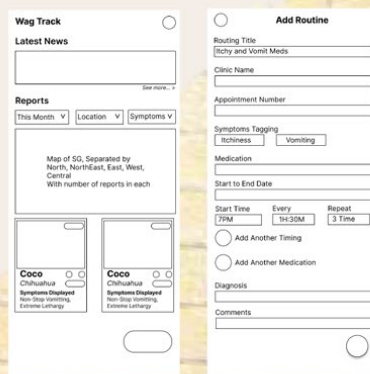 Wag Track
Latest News
See more... >
Reports
This Month V
Location V
Symptoms V
Map of SG, Separated by
North, NorthEast, East, West,
Central
With number of reports in each
Coco
Chihuahua
Symptoms Displayed
Non-Stop Vomitting,
Extreme Lethargy
Coco
Chihuahua
Symptoms Displayed
Non-Stop Vomitting,
Extreme Lethargy
Add Routine
Routing Title
Itchy and Vomit Meds
Clinic Name
Appointment Number
Symptoms Tagging
Itchiness
Vomiting
Medication
Start to End Date
Start Time Every Repeat
7PM 1H:30M 3 Time
Add Another Timing
Add Another Medication
Diagnosis
Comments